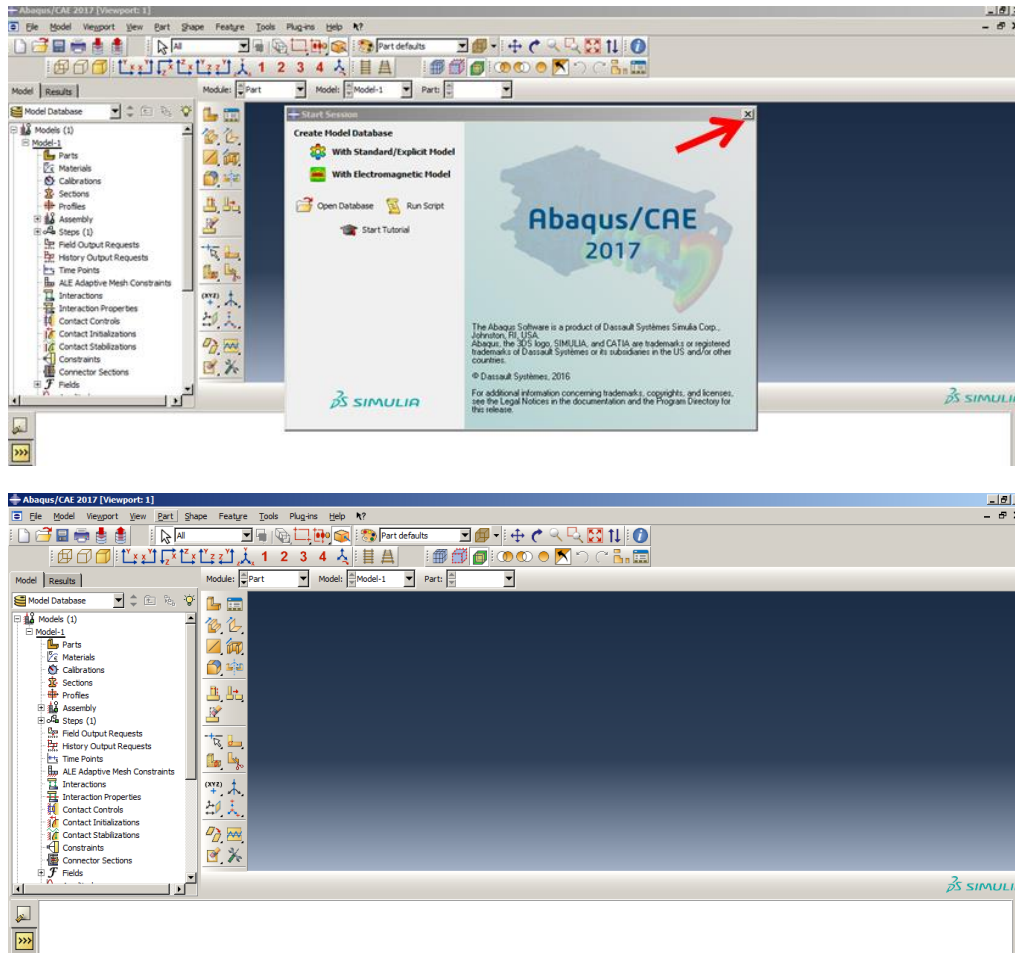 Abaqus/CAE 2017 [Viewport: 1]
File Model Viewport View Part Shape Feature Tools Plug-ins Help
All Part defaults
1 2 3 4
Model Results Module: Part Model: Model-1 Part:
Model Database
Models (1)
Model-1
Parts
Materials
Calibrations
Sections
Profiles
Assembly
Steps (1)
Field Output Requests
History Output Requests
Time Points
ALE Adaptive Mesh Constraints
Interactions
Interaction Properties
Contact Controls
Contact Initializations
Contact Stabilizations
Constraints
Connector Sections
Fields
(XYZ)
Start Session
Create Model Database
With Standard/Explicit Model
With Electromagnetic Model
Open Database Run Script
Start Tutorial
SIMULIA
Abaqus/CAE
2017
The Abaqus Software is a product of Dassault Systèmes Simulia Corp.,
Johnston, RI, USA.
Abaqus, the 3DS logo, SIMULIA, and CATIA are trademarks or registered
trademarks of Dassault Systèmes or its subsidiaries in the US and/or other
countries.
© Dassault Systèmes, 2016
For additional information concerning trademarks, copyrights, and licenses,
see the Legal Notices in the documentation and the Program Directory for
this release.
SIMULI
>>>
Abaqus/CAE 2017 [Viewport: 1]
File Model Viewport View Part Shape Feature Tools Plug-ins Help
All Part defaults
1 2 3 4
Model Results Module: Part Model: Model-1 Part:
Model Database
Models (1)
Model-1
Parts
Materials
Calibrations
Sections
Profiles
Assembly
Steps (1)
Field Output Requests
History Output Requests
Time Points
ALE Adaptive Mesh Constraints
Interactions
Interaction Properties
Contact Controls
Contact Initializations
Contact Stabilizations
Constraints
Connector Sections
Fields
(XYZ)
SIMULI
>>>